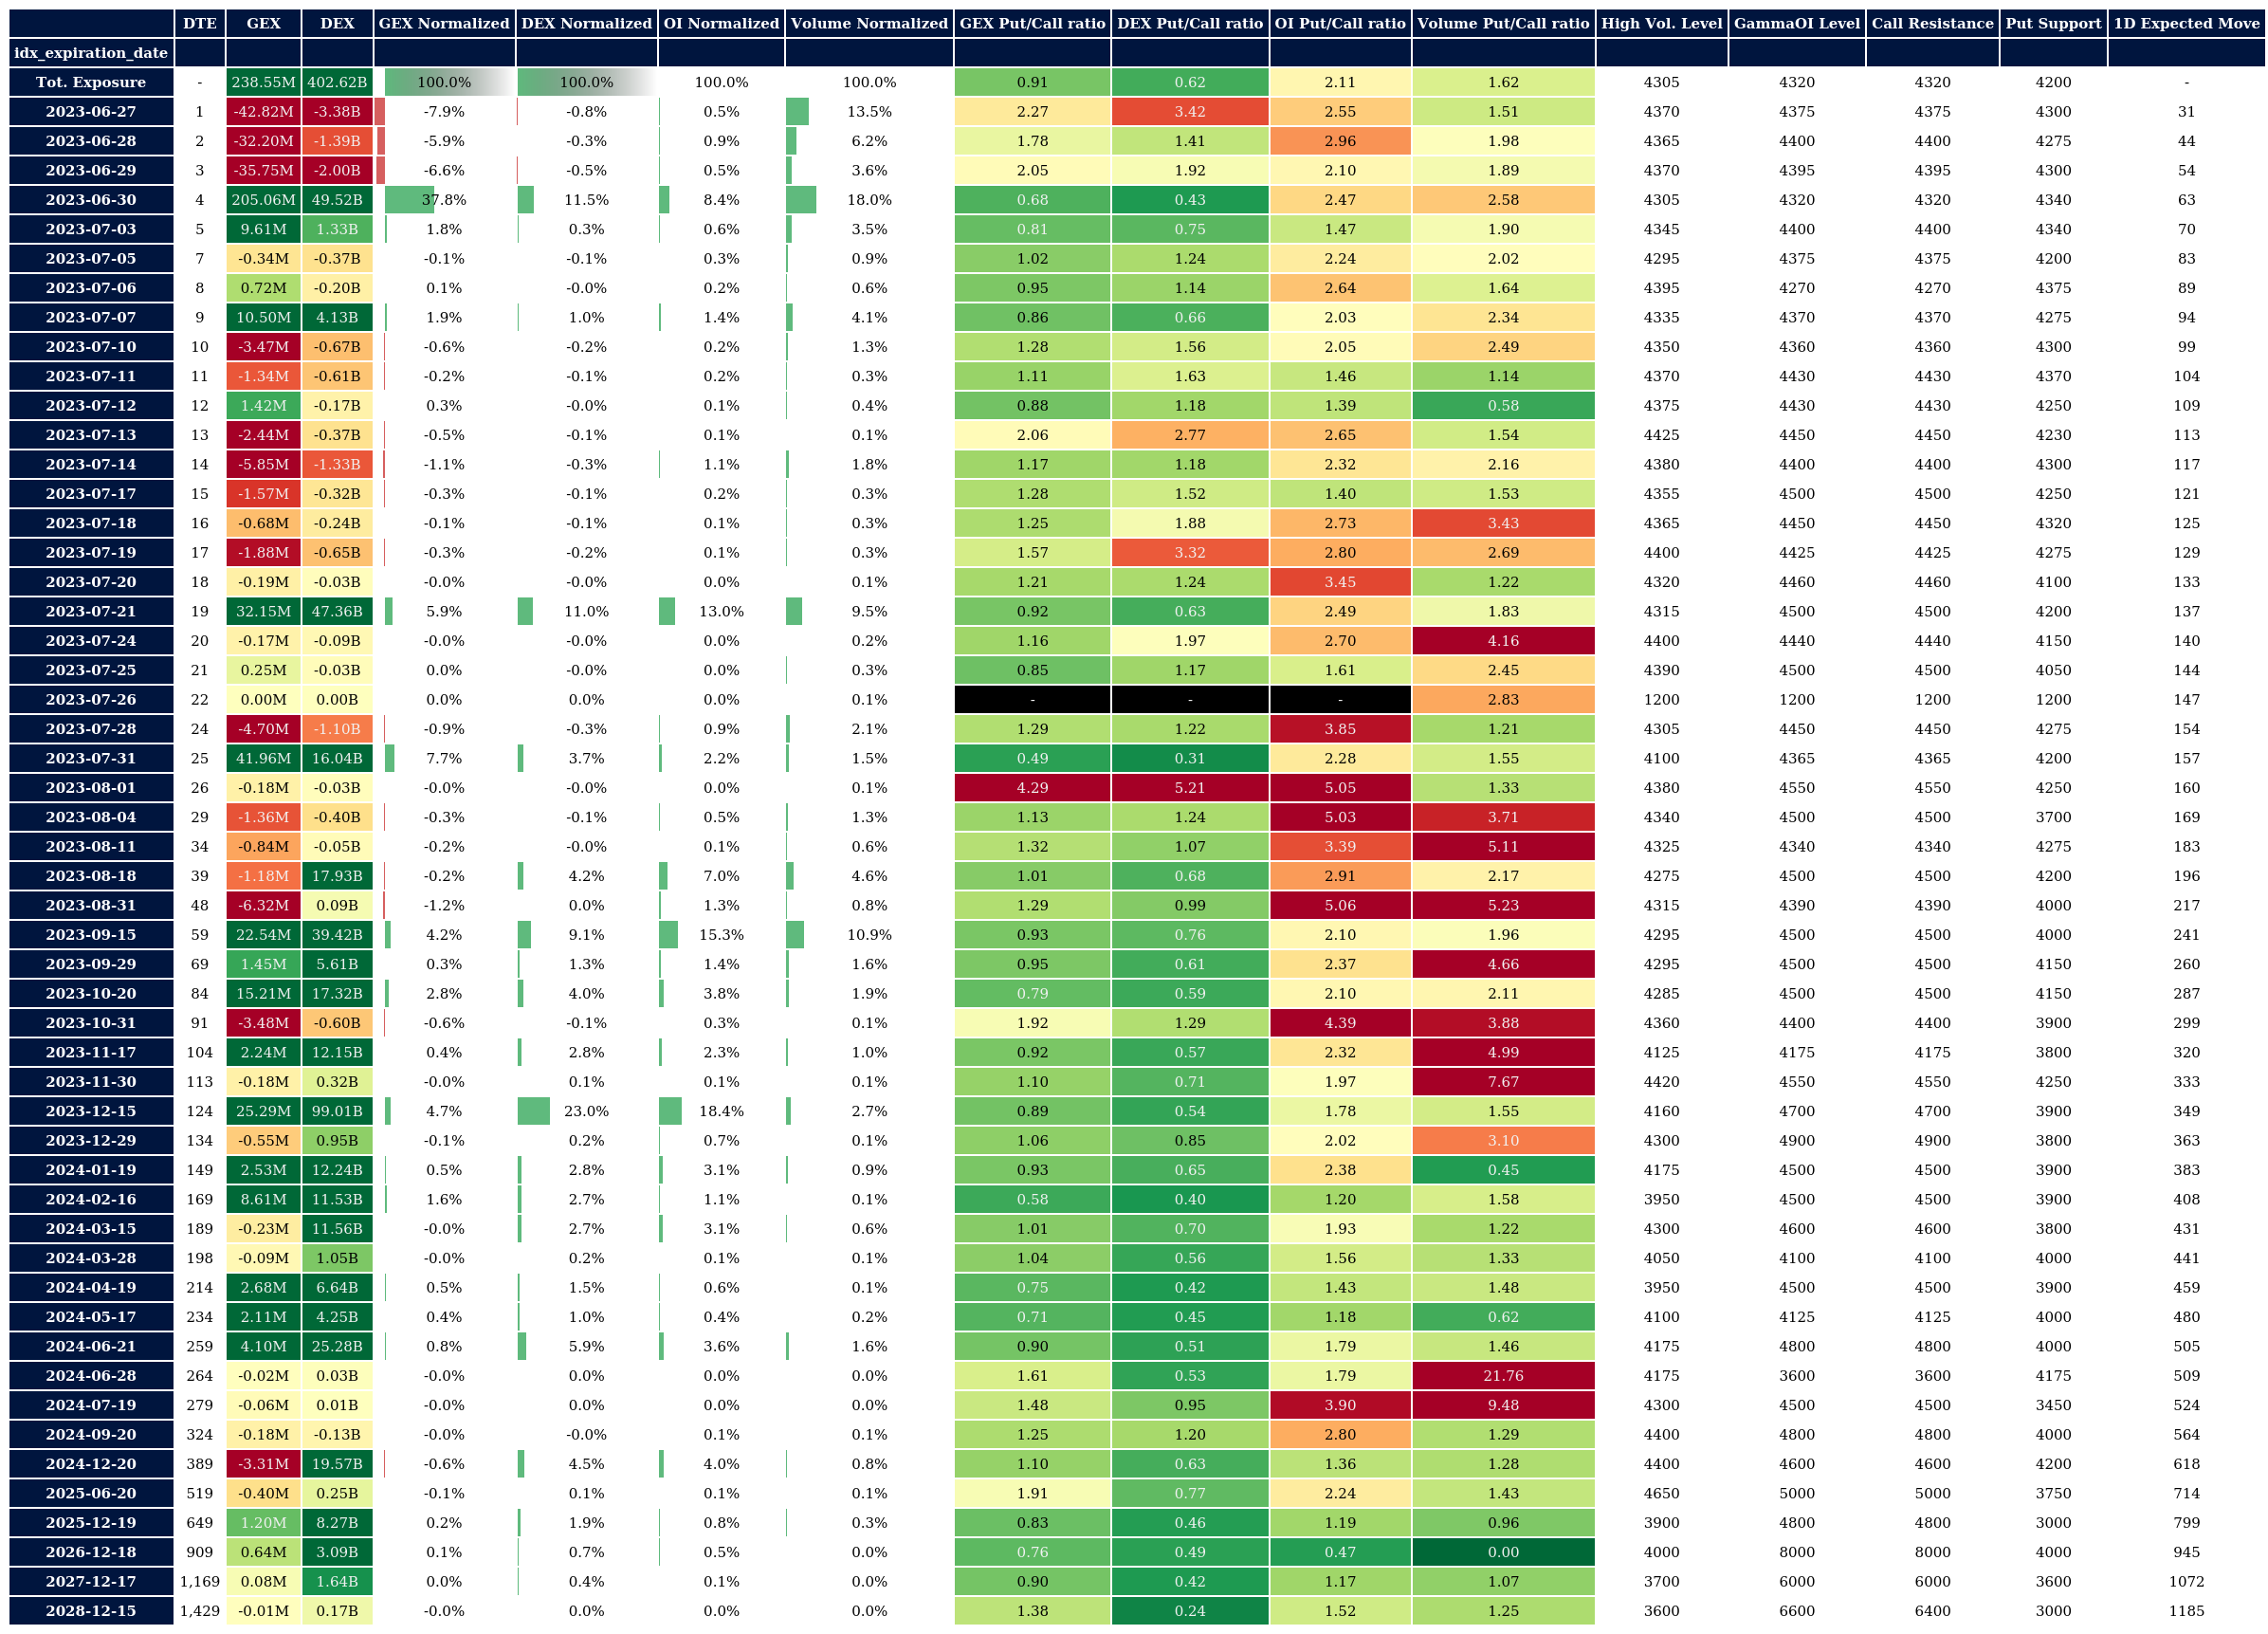 DTE GEX DEX GEX Normalized DEX Normalized OI Normalized Volume Normalized GEX Put/Call ratio DEX Put/Call ratio OI Put/Call ratio Volume Put/Call ratio High Vol. Level GammaOI Level Call Resistance Put Support 1D Expected Move
idx_expiration_date
Tot. Exposure - 238.55M 402.62B 100.0% 100.0% 100.0% 100.0% 0.91 0.62 2.11 1.62 4305 4320 4320 4200 -
2023-06-27 1 -42.82M -3.38B -7.9% -0.8% 0.5% 13.5% 2.27 3.42 2.55 1.51 4370 4375 4375 4300 31
2023-06-28 2 -32.20M -1.39B -5.9% -0.3% 0.9% 6.2% 1.78 1.41 2.96 1.98 4365 4400 4400 4275 44
2023-06-29 3 -35.75M -2.00B -6.6% -0.5% 0.5% 3.6% 2.05 1.92 2.10 1.89 4370 4395 4395 4300 54
2023-06-30 4 205.06M 49.52B 37.8% 11.5% 8.4% 18.0% 0.68 0.43 2.47 2.58 4305 4320 4320 4340 63
2023-07-03 5 9.61M 1.33B 1.8% 0.3% 0.6% 3.5% 0.81 0.75 1.47 1.90 4345 4400 4400 4340 70
2023-07-05 7 -0.34M -0.37B -0.1% -0.1% 0.3% 0.9% 1.02 1.24 2.24 2.02 4295 4375 4375 4200 83
2023-07-06 8 0.72M -0.20B 0.1% -0.0% 0.2% 0.6% 0.95 1.14 2.64 1.64 4395 4270 4270 4375 89
2023-07-07 9 10.50M 4.13B 1.9% 1.0% 1.4% 4.1% 0.86 0.66 2.03 2.34 4335 4370 4370 4275 94
2023-07-10 10 -3.47M -0.67B -0.6% -0.2% 0.2% 1.3% 1.28 1.56 2.05 2.49 4350 4360 4360 4300 99
2023-07-11 11 -1.34M -0.61B -0.2% -0.1% 0.2% 0.3% 1.11 1.63 1.46 1.14 4370 4430 4430 4370 104
2023-07-12 12 1.42M -0.17B 0.3% -0.0% 0.1% 0.4% 0.88 1.18 1.39 0.58 4375 4430 4430 4250 109
2023-07-13 13 -2.44M -0.37B -0.5% -0.1% 0.1% 0.1% 2.06 2.77 2.65 1.54 4425 4450 4450 4230 113
2023-07-14 14 -5.85M -1.33B -1.1% -0.3% 1.1% 1.8% 1.17 1.18 2.32 2.16 4380 4400 4400 4300 117
2023-07-17 15 -1.57M -0.32B -0.3% -0.1% 0.2% 0.3% 1.28 1.52 1.40 1.53 4355 4500 4500 4250 121
2023-07-18 16 -0.68M -0.24B -0.1% -0.1% 0.1% 0.3% 1.25 1.88 2.73 3.43 4365 4450 4450 4320 125
2023-07-19 17 -1.88M -0.65B -0.3% -0.2% 0.1% 0.3% 1.57 3.32 2.80 2.69 4400 4425 4425 4275 129
2023-07-20 18 -0.19M -0.03B -0.0% -0.0% 0.0% 0.1% 1.21 1.24 3.45 1.22 4320 4460 4460 4100 133
2023-07-21 19 32.15M 47.36B 5.9% 11.0% 13.0% 9.5% 0.92 0.63 2.49 1.83 4315 4500 4500 4200 137
2023-07-24 20 -0.17M -0.09B -0.0% -0.0% 0.0% 0.2% 1.16 1.97 2.70 4.16 4400 4440 4440 4150 140
2023-07-25 21 0.25M -0.03B 0.0% -0.0% 0.0% 0.3% 0.85 1.17 1.61 2.45 4390 4500 4500 4050 144
2023-07-26 22 0.00M 0.00B 0.0% 0.0% 0.0% 0.1% - - - 2.83 1200 1200 1200 1200 147
2023-07-28 24 -4.70M -1.10B -0.9% -0.3% 0.9% 2.1% 1.29 1.22 3.85 1.21 4305 4450 4450 4275 154
2023-07-31 25 41.96M 16.04B 7.7% 3.7% 2.2% 1.5% 0.49 0.31 2.28 1.55 4100 4365 4365 4200 157
2023-08-01 26 -0.18M -0.03B -0.0% -0.0% 0.0% 0.1% 4.29 5.21 5.05 1.33 4380 4550 4550 4250 160
2023-08-04 29 -1.36M -0.40B -0.3% -0.1% 0.5% 1.3% 1.13 1.24 5.03 3.71 4340 4500 4500 3700 169
2023-08-11 34 -0.84M -0.05B -0.2% -0.0% 0.1% 0.6% 1.32 1.07 3.39 5.11 4325 4340 4340 4275 183
2023-08-18 39 -1.18M 17.93B -0.2% 4.2% 7.0% 4.6% 1.01 0.68 2.91 2.17 4275 4500 4500 4200 196
2023-08-31 48 -6.32M 0.09B -1.2% 0.0% 1.3% 0.8% 1.29 0.99 5.06 5.23 4315 4390 4390 4000 217
2023-09-15 59 22.54M 39.42B 4.2% 9.1% 15.3% 10.9% 0.93 0.76 2.10 1.96 4295 4500 4500 4000 241
2023-09-29 69 1.45M 5.61B 0.3% 1.3% 1.4% 1.6% 0.95 0.61 2.37 4.66 4295 4500 4500 4150 260
2023-10-20 84 15.21M 17.32B 2.8% 4.0% 3.8% 1.9% 0.79 0.59 2.10 2.11 4285 4500 4500 4150 287
2023-10-31 91 -3.48M -0.60B -0.6% -0.1% 0.3% 0.1% 1.92 1.29 4.39 3.88 4360 4400 4400 3900 299
2023-11-17 104 2.24M 12.15B 0.4% 2.8% 2.3% 1.0% 0.92 0.57 2.32 4.99 4125 4175 4175 3800 320
2023-11-30 113 -0.18M 0.32B -0.0% 0.1% 0.1% 0.1% 1.10 0.71 1.97 7.67 4420 4550 4550 4250 333
2023-12-15 124 25.29M 99.01B 4.7% 23.0% 18.4% 2.7% 0.89 0.54 1.78 1.55 4160 4700 4700 3900 349
2023-12-29 134 -0.55M 0.95B -0.1% 0.2% 0.7% 0.1% 1.06 0.85 2.02 3.10 4300 4900 4900 3800 363
2024-01-19 149 2.53M 12.24B 0.5% 2.8% 3.1% 0.9% 0.93 0.65 2.38 0.45 4175 4500 4500 3900 383
2024-02-16 169 8.61M 11.53B 1.6% 2.7% 1.1% 0.1% 0.58 0.40 1.20 1.58 3950 4500 4500 3900 408
2024-03-15 189 -0.23M 11.56B -0.0% 2.7% 3.1% 0.6% 1.01 0.70 1.93 1.22 4300 4600 4600 3800 431
2024-03-28 198 -0.09M 1.05B -0.0% 0.2% 0.1% 0.1% 1.04 0.56 1.56 1.33 4050 4100 4100 4000 441
2024-04-19 214 2.68M 6.64B 0.5% 1.5% 0.6% 0.1% 0.75 0.42 1.43 1.48 3950 4500 4500 3900 459
2024-05-17 234 2.11M 4.25B 0.4% 1.0% 0.4% 0.2% 0.71 0.45 1.18 0.62 4100 4125 4125 4000 480
2024-06-21 259 4.10M 25.28B 0.8% 5.9% 3.6% 1.6% 0.90 0.51 1.79 1.46 4175 4800 4800 4000 505
2024-06-28 264 -0.02M 0.03B -0.0% 0.0% 0.0% 0.0% 1.61 0.53 1.79 21.76 4175 3600 3600 4175 509
2024-07-19 279 -0.06M 0.01B -0.0% 0.0% 0.0% 0.0% 1.48 0.95 3.90 9.48 4300 4500 4500 3450 524
2024-09-20 324 -0.18M -0.13B -0.0% -0.0% 0.1% 0.1% 1.25 1.20 2.80 1.29 4400 4800 4800 4000 564
2024-12-20 389 -3.31M 19.57B -0.6% 4.5% 4.0% 0.8% 1.10 0.63 1.36 1.28 4400 4600 4600 4200 618
2025-06-20 519 -0.40M 0.25B -0.1% 0.1% 0.1% 0.1% 1.91 0.77 2.24 1.43 4650 5000 5000 3750 714
2025-12-19 649 1.20M 8.27B 0.2% 1.9% 0.8% 0.3% 0.83 0.46 1.19 0.96 3900 4800 4800 3000 799
2026-12-18 909 0.64M 3.09B 0.1% 0.7% 0.5% 0.0% 0.76 0.49 0.47 0.00 4000 8000 8000 4000 945
2027-12-17 1,169 0.08M 1.64B 0.0% 0.4% 0.1% 0.0% 0.90 0.42 1.17 1.07 3700 6000 6000 3600 1072
2028-12-15 1,429 -0.01M 0.17B -0.0% 0.0% 0.0% 0.0% 1.38 0.24 1.52 1.25 3600 6600 6400 3000 1185